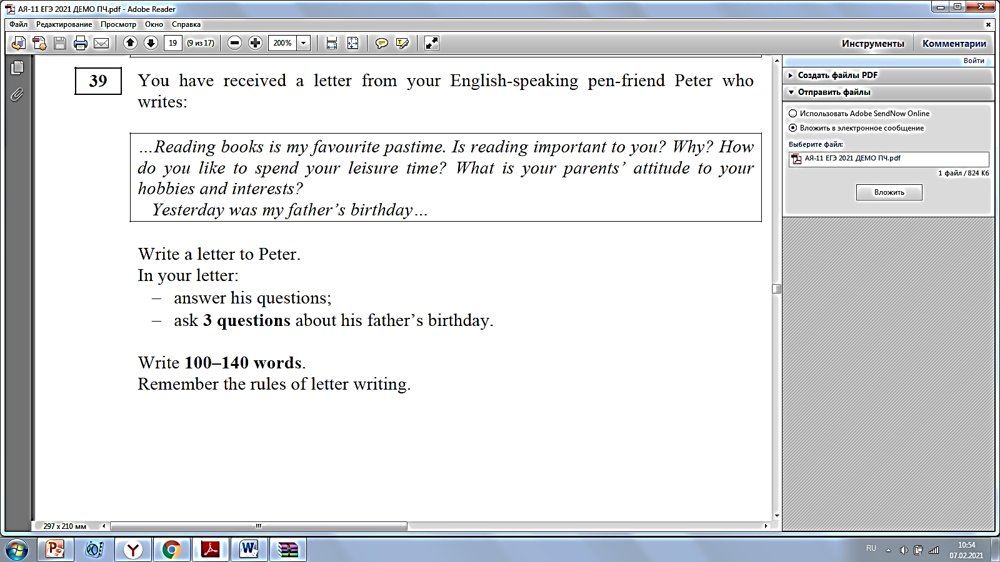 АЯ-11 ЕГЭ 2021 ДЕМО ПЧ.pdf - Adobe Reader
Файл Редактирование Просмотр Окно Справка
19 (9 из 17) 200% Инструменты Комментарии
Войти
Создать файлы PDF
Отправить файлы
Использовать Adobe SendNow Online
Вложить в электронное сообщение
Выберите файл:
АЯ-11 ЕГЭ 2021 ДЕМО ПЧ.pdf
1 файл / 824 Кб
Вложить
39 You have received a letter from your English-speaking pen-friend Peter who
writes:
…Reading books is my favourite pastime. Is reading important to you? Why? How
do you like to spend your leisure time? What is your parents’ attitude to your
hobbies and interests?
Yesterday was my father’s birthday…
Write a letter to Peter.
In your letter:
– answer his questions;
– ask 3 questions about his father’s birthday.
Write 100–140 words.
Remember the rules of letter writing.
297 x 210 мм
RU 10:54
07.02.2021